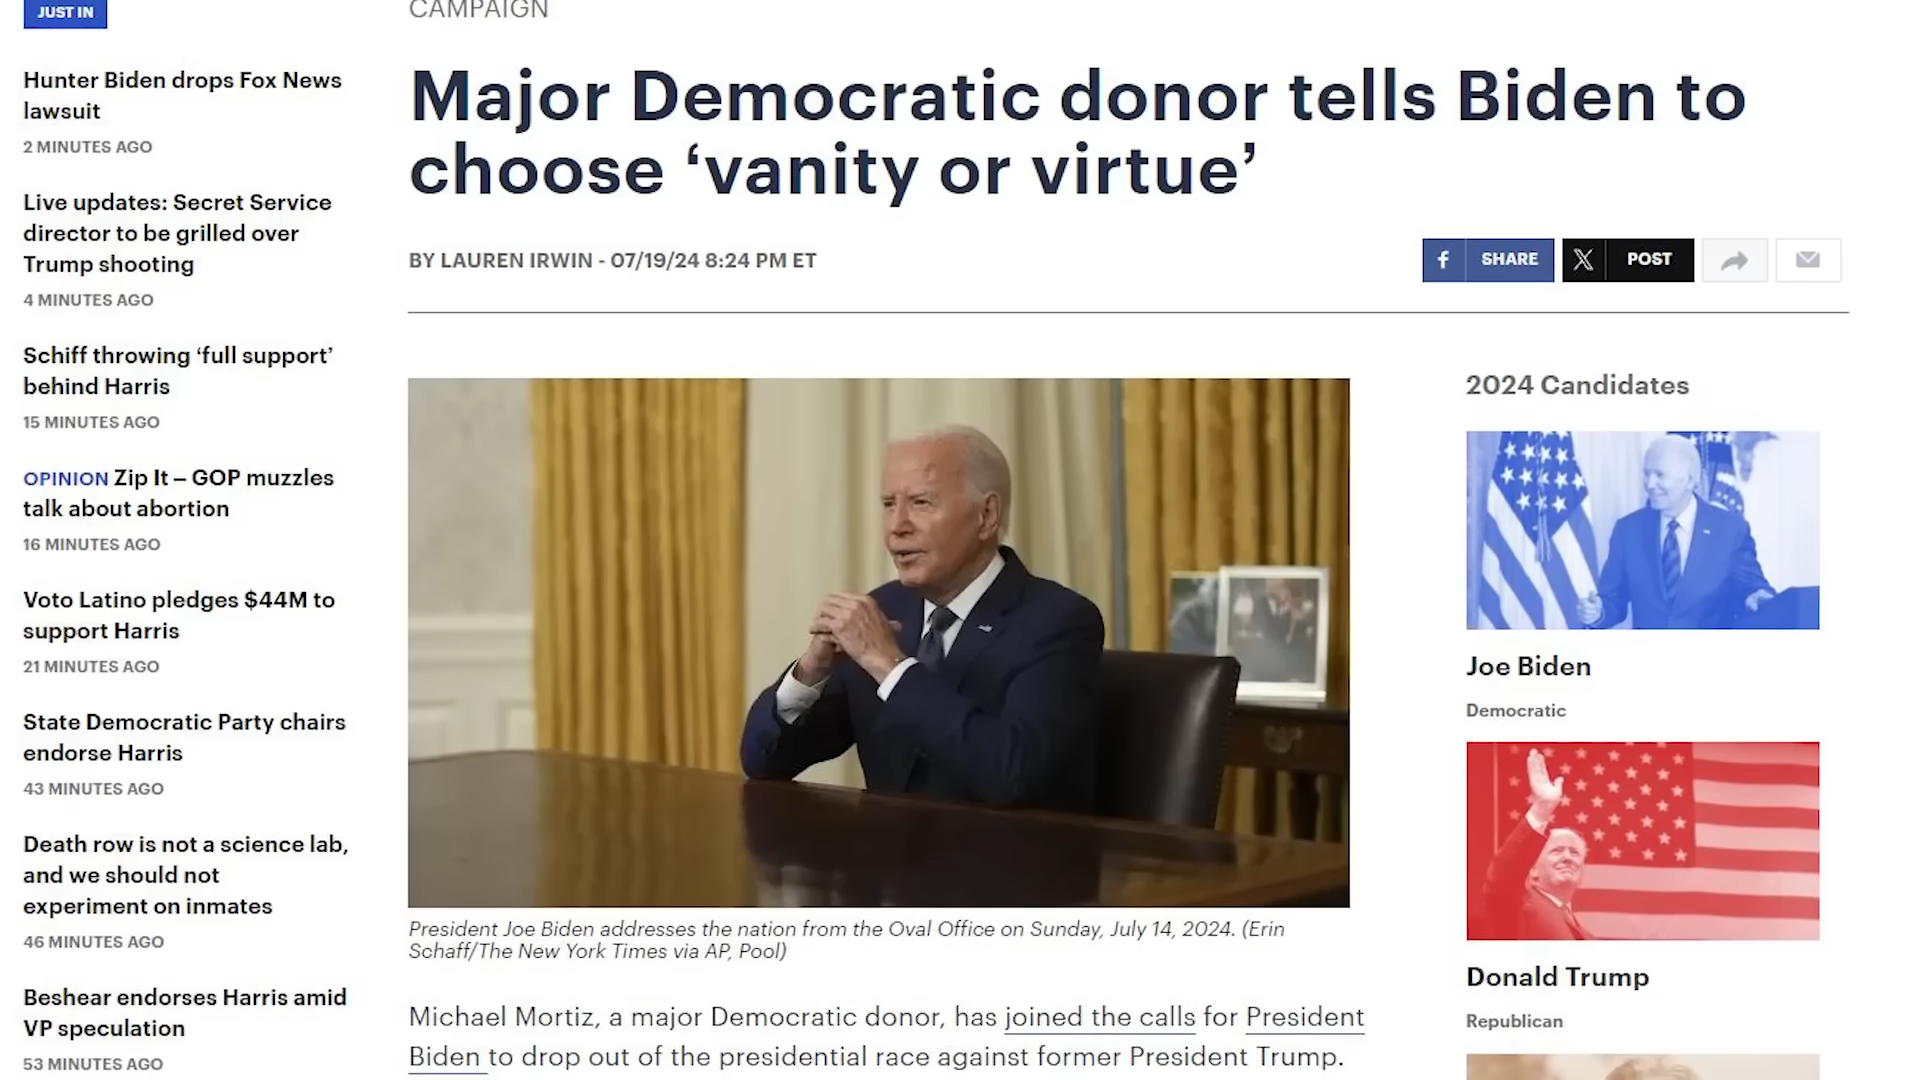 JUST IN
Hunter Biden drops Fox News
lawsuit
2 MINUTES AGO
Live updates: Secret Service
director to be grilled over
Trump shooting
4 MINUTES AGO
Schiff throwing ‘full support’
behind Harris
15 MINUTES AGO
OPINION Zip It – GOP muzzles
talk about abortion
16 MINUTES AGO
Voto Latino pledges $44M to
support Harris
21 MINUTES AGO
State Democratic Party chairs
endorse Harris
43 MINUTES AGO
Death row is not a science lab,
and we should not
experiment on inmates
46 MINUTES AGO
Beshear endorses Harris amid
VP speculation
53 MINUTES AGO
CAMPAIGN
Major Democratic donor tells Biden to
choose ‘vanity or virtue’
BY LAUREN IRWIN - 07/19/24 8:24 PM ET
SHARE
POST
President Joe Biden addresses the nation from the Oval Office on Sunday, July 14, 2024. (Erin
Schaff/The New York Times via AP, Pool)
Michael Mortiz, a major Democratic donor, has joined the calls for President
Biden to drop out of the presidential race against former President Trump.
2024 Candidates
Joe Biden
Democratic
Donald Trump
Republican